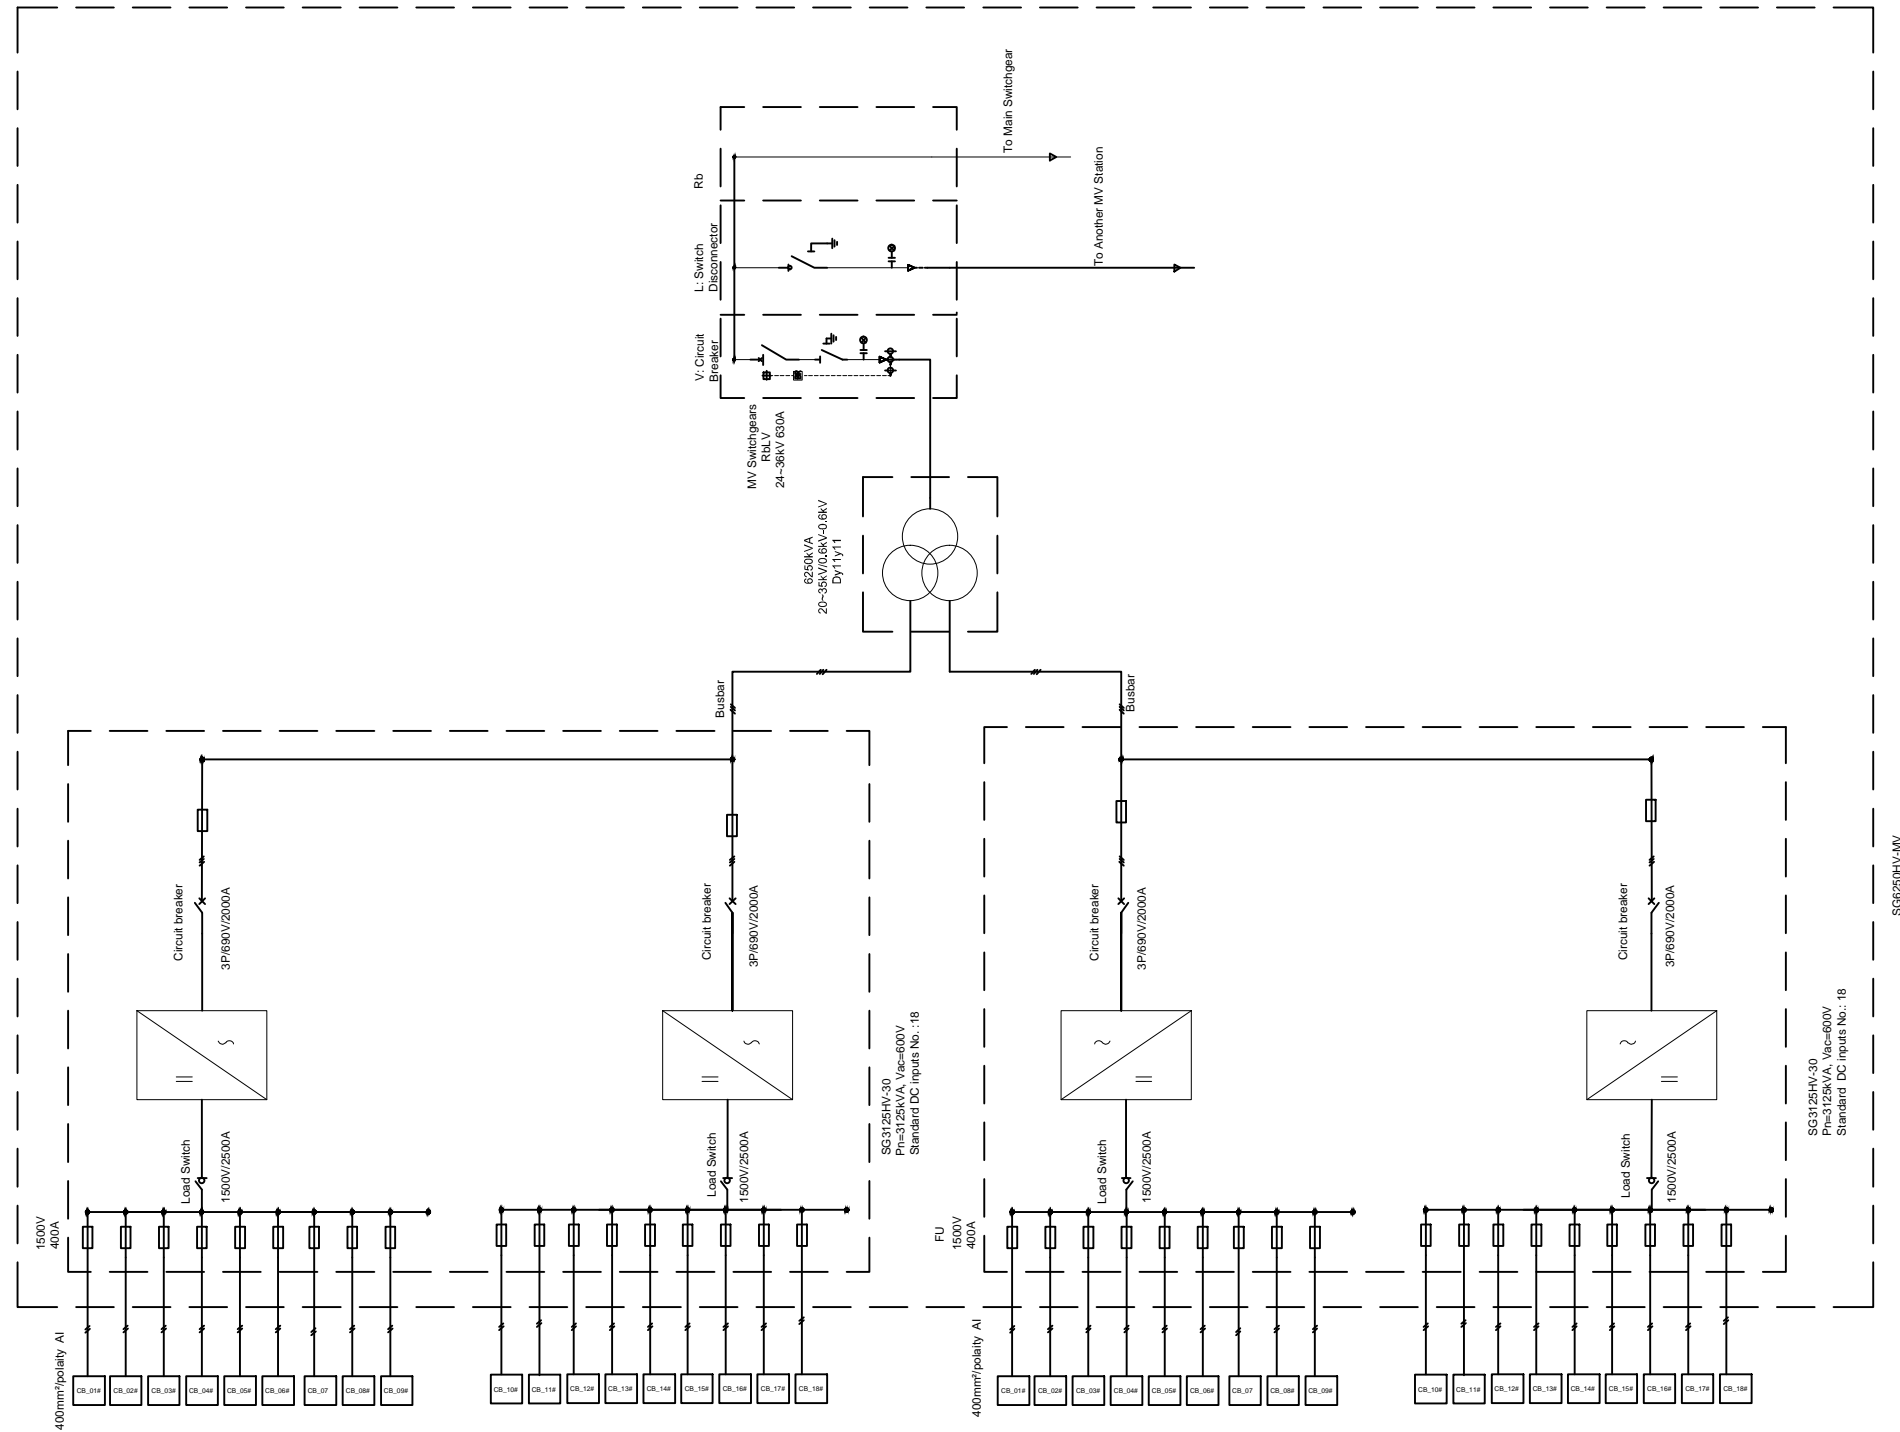 To Main Switchgear
To Another MV Station
Rb
L: Switch
Disconnector
V: Circuit
Breaker
MV Switchgears
RbLV
24~36kV 630A
6250kVA
20~35kV/0.6kV-0.6kV
Dy11y11
Busbar
Busbar
Circuit breaker
3P/690V/2000A
Circuit breaker
3P/690V/2000A
Circuit breaker
3P/690V/2000A
Circuit breaker
3P/690V/2000A
SG6250HV-MV
SG3125HV-30
Pn=3125kVA, Vac=600V
Standard DC inputs No. :18
SG3125HV-30
Pn=3125kVA, Vac=600V
Standard DC inputs No.: 18
Load Switch
1500V/2500A
Load Switch
1500V/2500A
Load Switch
1500V/2500A
Load Switch
1500V/2500A
1500V
400A
FU
1500V
400A
400mm²/polaity Al
400mm²/polaity Al
CB_01#
CB_02#
CB_03#
CB_04#
CB_05#
CB_06#
CB_07
CB_08#
CB_09#
CB_10#
CB_11#
CB_12#
CB_13#
CB_14#
CB_15#
CB_16#
CB_17#
CB_18#
CB_01#
CB_02#
CB_03#
CB_04#
CB_05#
CB_06#
CB_07
CB_08#
CB_09#
CB_10#
CB_11#
CB_12#
CB_13#
CB_14#
CB_15#
CB_16#
CB_17#
CB_18#